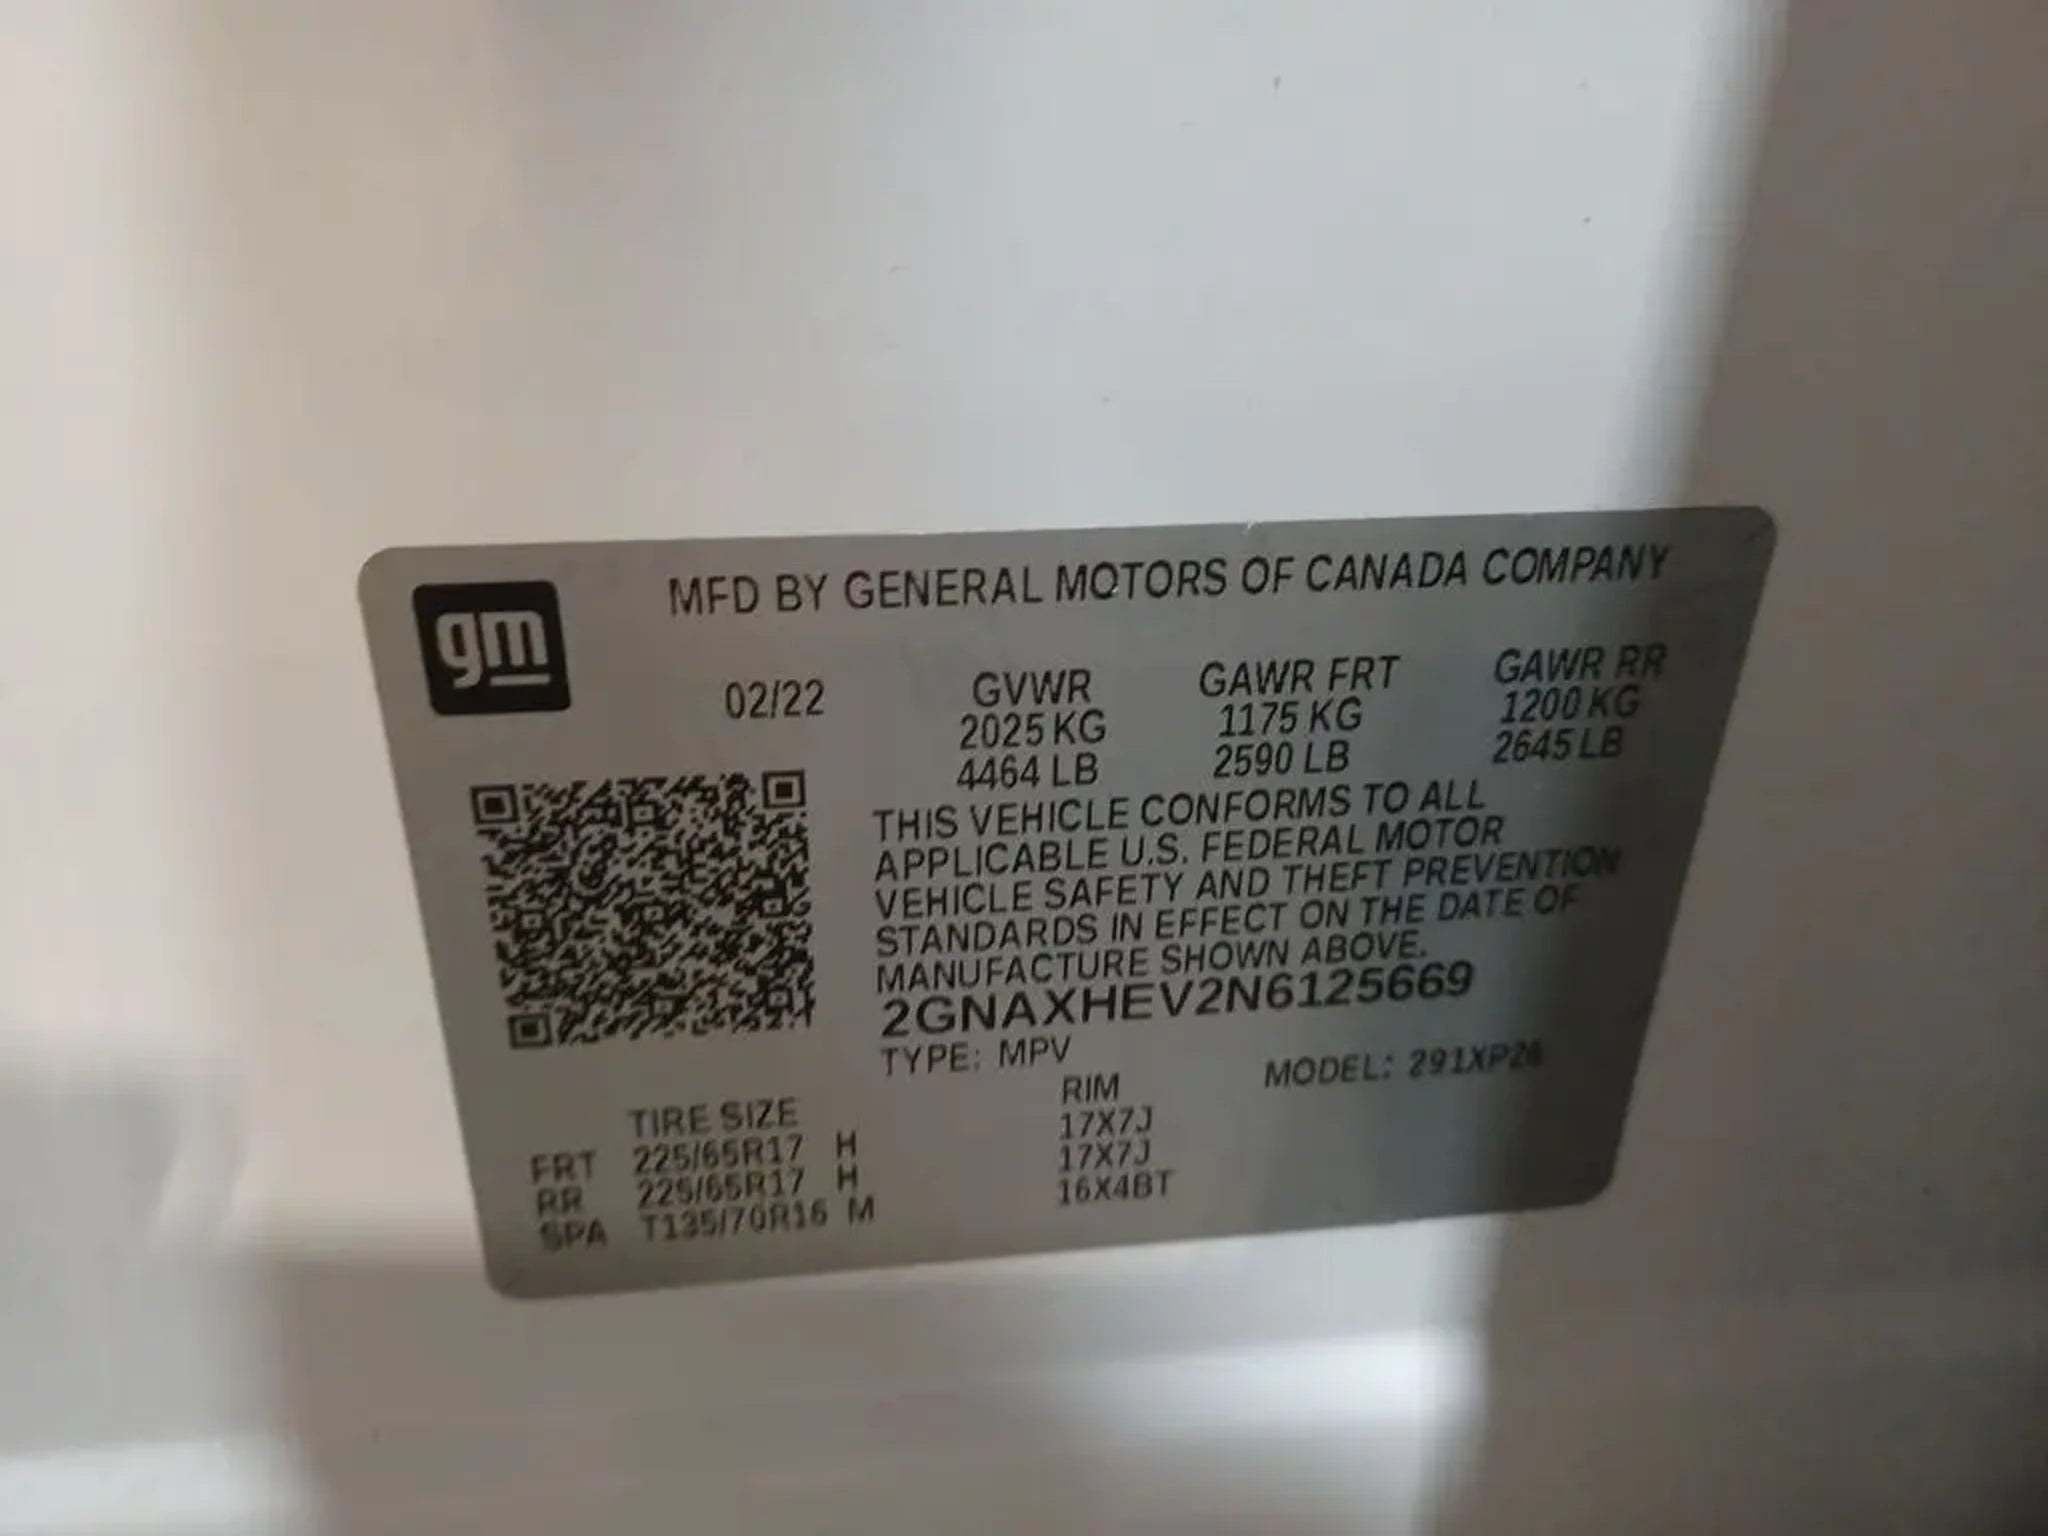 gm
MFD BY GENERAL MOTORS OF CANADA COMPANY
02/22 GVWR GAWR FRT GAWR RR
2025 KG 1175 KG 1200 KG
4464 LB 2590 LB 2645 LB
THIS VEHICLE CONFORMS TO ALL
APPLICABLE U.S. FEDERAL MOTOR
VEHICLE SAFETY AND THEFT PREVENTION
STANDARDS IN EFFECT ON THE DATE OF
MANUFACTURE SHOWN ABOVE.
2GNAXHEV2N6125669
TYPE: MPV MODEL: 291XP26
TIRE SIZE RIM
FRT 225/65R17 H 17X7J
RR 225/65R17 H 17X7J
SPA T135/70R16 M 16X4BT